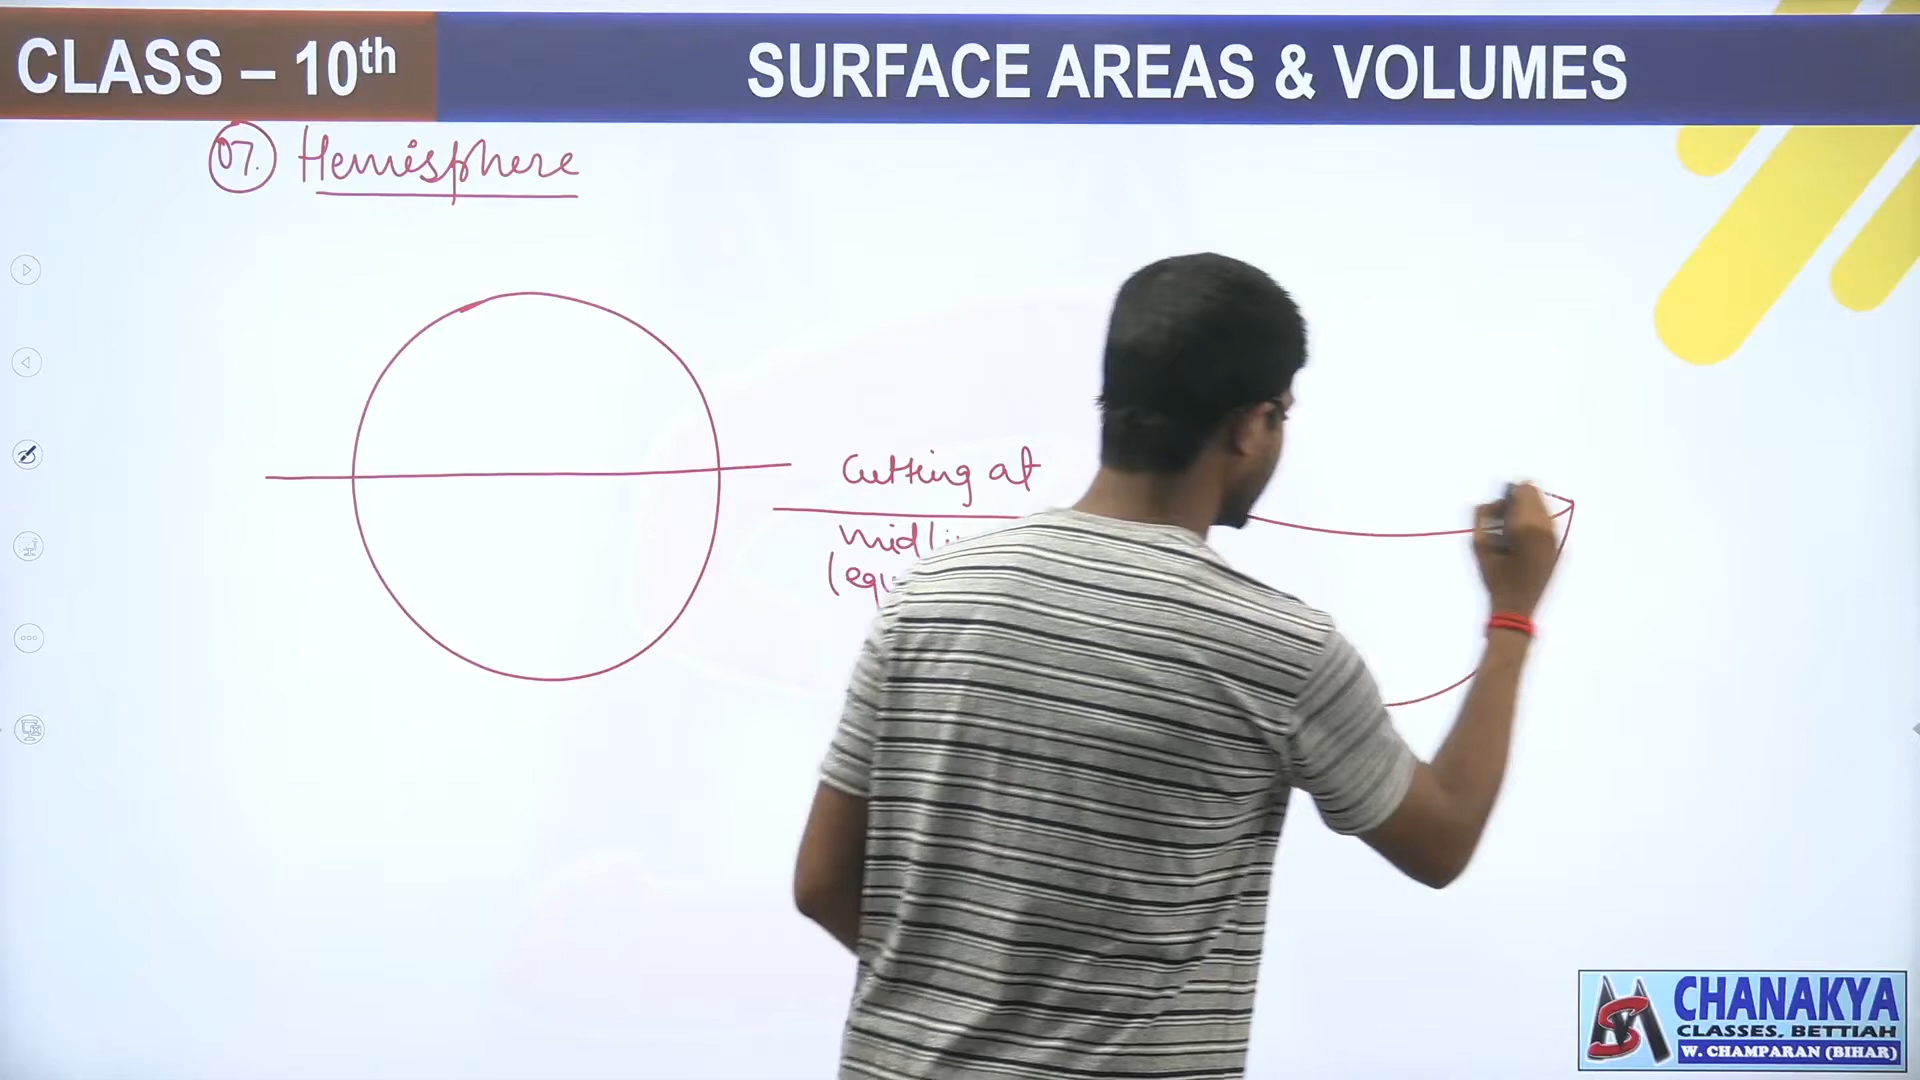 CLASS – 10th
SURFACE AREAS & VOLUMES
07. Hemisphere
Cutting at
CHANAKYA
CLASSES, BETTIAH
W. CHAMPARAN (BIHAR)